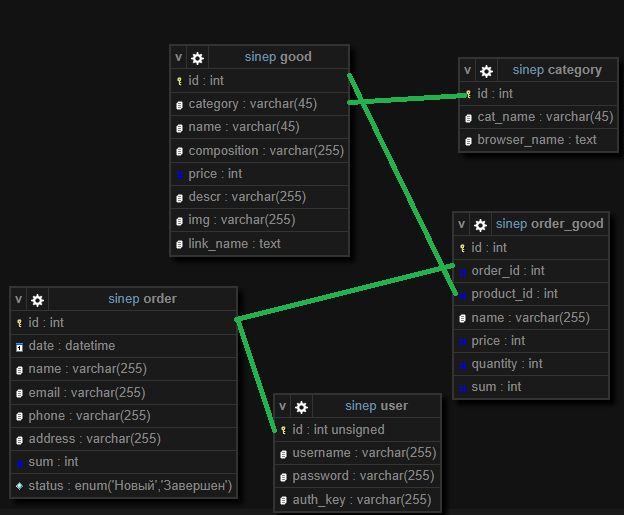 v sinep good
id : int
category : varchar(45)
name : varchar(45)
composition : varchar(255)
price : int
descr : varchar(255)
img : varchar(255)
link_name : text
v sinep category
id : int
cat_name : varchar(45)
browser_name : text
v sinep order_good
id : int
order_id : int
product_id : int
name : varchar(255)
price : int
quantity : int
sum : int
v sinep order
id : int
date : datetime
name : varchar(255)
email : varchar(255)
phone : varchar(255)
address : varchar(255)
sum : int
status : enum('Новый','Завершен')
v sinep user
id : int unsigned
username : varchar(255)
password : varchar(255)
auth_key : varchar(255)